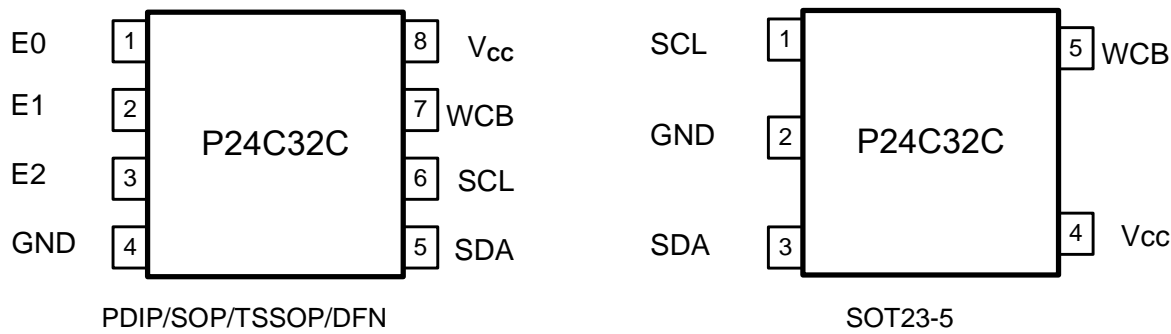 E0 1 8 Vcc
E1 2 7 WCB
P24C32C
E2 3 6 SCL
GND 4 5 SDA
PDIP/SOP/TSSOP/DFN
SCL 1 5 WCB
GND 2 P24C32C
SDA 3 4 Vcc
SOT23-5